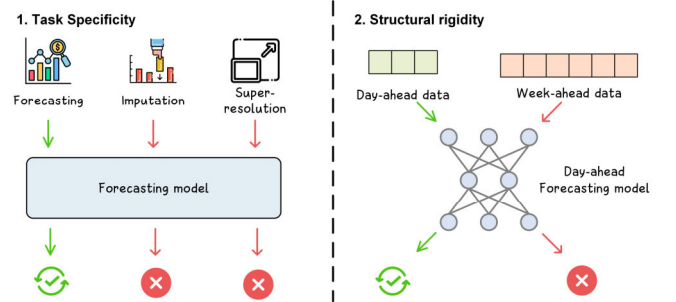 1. Task Specificity
Forecasting
Imputation
Super-
resolution
Forecasting model
2. Structural rigidity
Day-ahead data
Week-ahead data
Day-ahead
Forecasting model